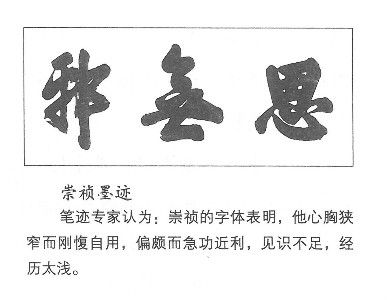 思無邪
崇祯墨迹
笔迹专家认为:崇祯的字体表明,他心胸狭
窄而刚愎自用,偏颇而急功近利,见识不足,经
历太浅。